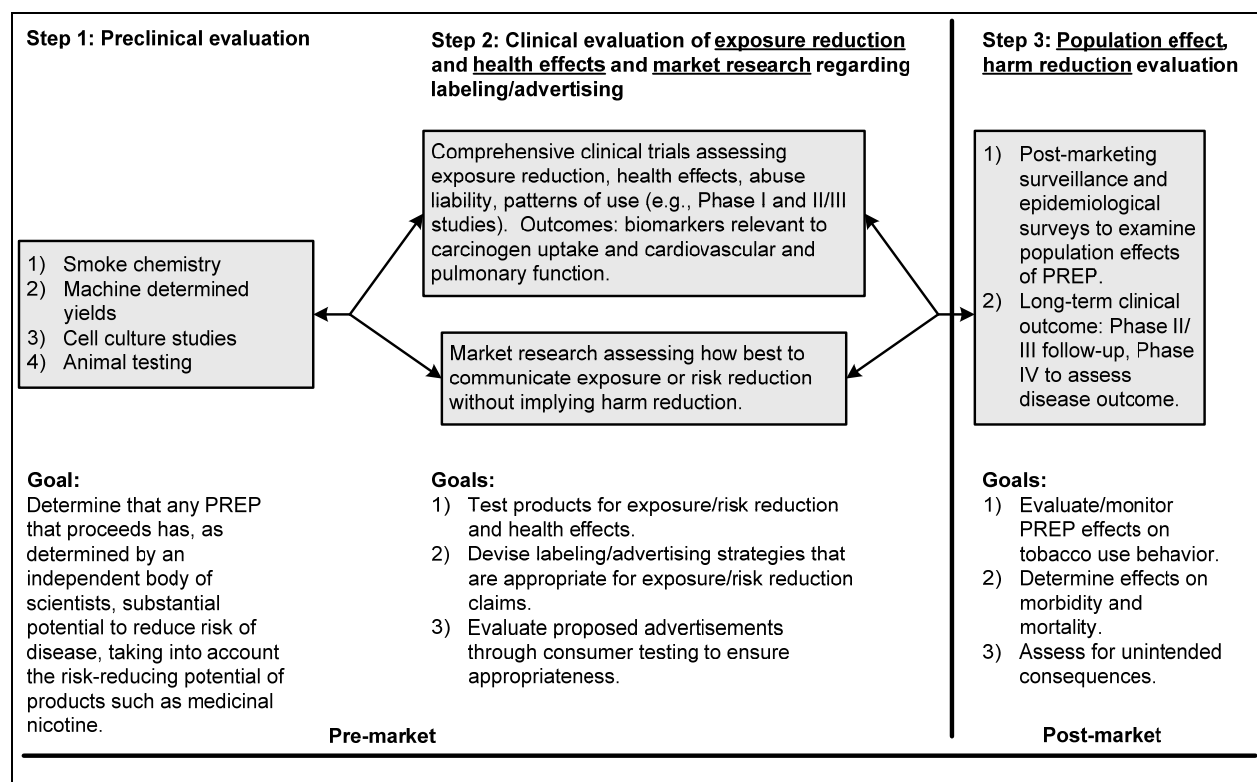 Step 1: Preclinical evaluation
Step 2: Clinical evaluation of exposure reduction
and health effects and market research regarding
labeling/advertising
Step 3: Population effect,
harm reduction evaluation
1) Smoke chemistry
2) Machine determined
yields
3) Cell culture studies
4) Animal testing
Comprehensive clinical trials assessing
exposure reduction, health effects, abuse
liability, patterns of use (e.g., Phase I and II/III
studies). Outcomes: biomarkers relevant to
carcinogen uptake and cardiovascular and
pulmonary function.
Market research assessing how best to
communicate exposure or risk reduction
without implying harm reduction.
1) Post-marketing
surveillance and
epidemiological
surveys to examine
population effects
of PREP.
2) Long-term clinical
outcome: Phase II/
III follow-up, Phase
IV to assess
disease outcome.
Goal:
Determine that any PREP
that proceeds has, as
determined by an
independent body of
scientists, substantial
potential to reduce risk of
disease, taking into account
the risk-reducing potential of
products such as medicinal
nicotine.
Goals:
1) Test products for exposure/risk reduction
and health effects.
2) Devise labeling/advertising strategies that
are appropriate for exposure/risk reduction
claims.
3) Evaluate proposed advertisements
through consumer testing to ensure
appropriateness.
Goals:
1) Evaluate/monitor
PREP effects on
tobacco use behavior.
2) Determine effects on
morbidity and
mortality.
3) Assess for unintended
consequences.
Pre-market
Post-market